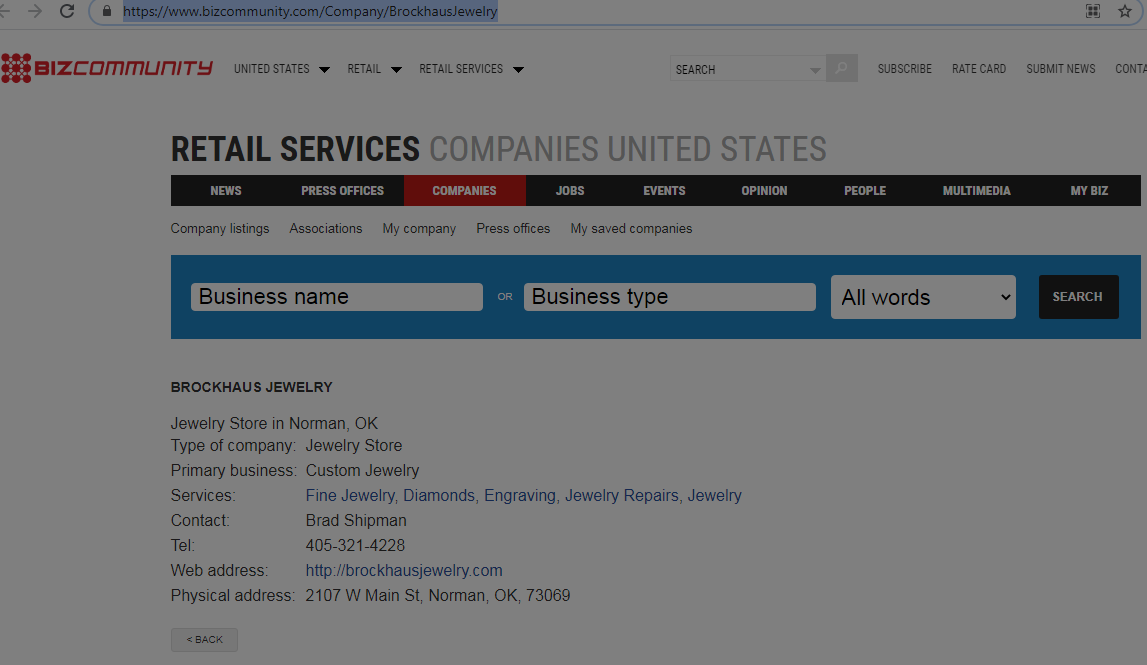 https://www.bizcommunity.com/Company/BrockhausJewelry
BIZCOMMUNITY UNITED STATES RETAIL RETAIL SERVICES SEARCH SUBSCRIBE RATE CARD SUBMIT NEWS CONTA
RETAIL SERVICES COMPANIES UNITED STATES
NEWS PRESS OFFICES COMPANIES JOBS EVENTS OPINION PEOPLE MULTIMEDIA MY BIZ
Company listings Associations My company Press offices My saved companies
Business name OR Business type All words SEARCH
BROCKHAUS JEWELRY
Jewelry Store in Norman, OK
Type of company: Jewelry Store
Primary business: Custom Jewelry
Services: Fine Jewelry, Diamonds, Engraving, Jewelry Repairs, Jewelry
Contact: Brad Shipman
Tel: 405-321-4228
Web address: http://brockhausjewelry.com
Physical address: 2107 W Main St, Norman, OK, 73069
< BACK